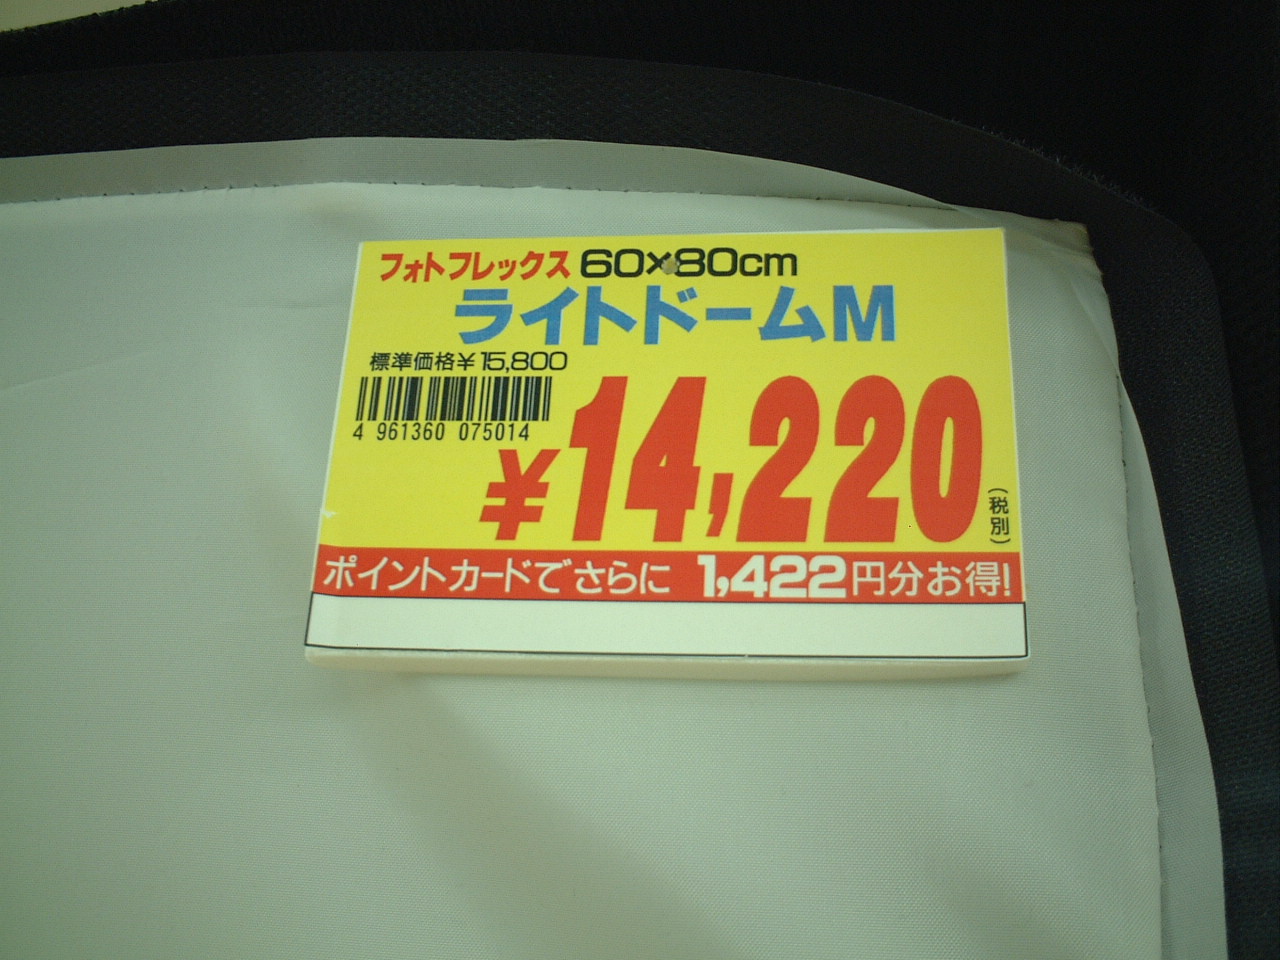 フォトフレックス 60×80cm
ライトドームM
標準価格¥15,800
4 961360 075014
¥14,220
(税別)
ポイントカードでさらに 1,422円分お得!